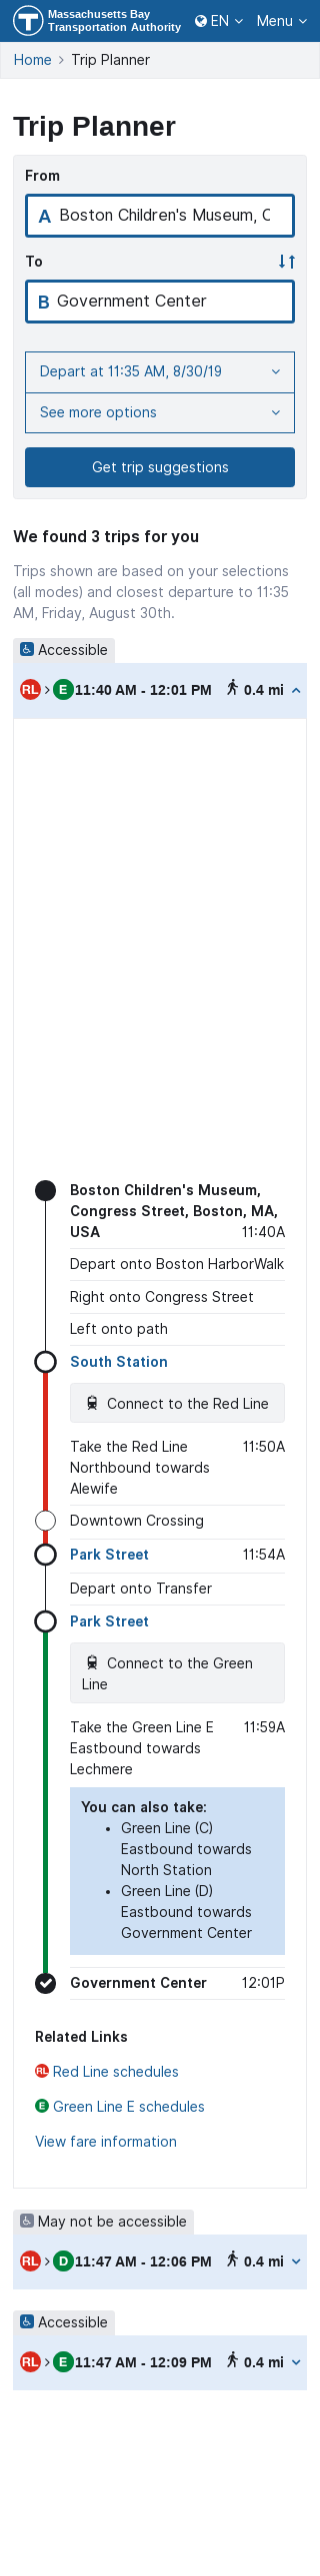 Massachusetts Bay
Transportation Authority
EN
Menu
Home > Trip Planner
Trip Planner
From
A Boston Children's Museum, C
To
B Government Center
Depart at 11:35 AM, 8/30/19
See more options
Get trip suggestions
We found 3 trips for you
Trips shown are based on your selections
(all modes) and closest departure to 11:35
AM, Friday, August 30th.
Accessible
RL > E 11:40 AM - 12:01 PM 0.4 mi
Boston Children's Museum,
Congress Street, Boston, MA,
USA 11:40A
Depart onto Boston HarborWalk
Right onto Congress Street
Left onto path
South Station
Connect to the Red Line
Take the Red Line 11:50A
Northbound towards
Alewife
Downtown Crossing
Park Street 11:54A
Depart onto Transfer
Park Street
Connect to the Green
Line
Take the Green Line E 11:59A
Eastbound towards
Lechmere
You can also take:
• Green Line (C)
Eastbound towards
North Station
• Green Line (D)
Eastbound towards
Government Center
Government Center 12:01P
Related Links
RL Red Line schedules
E Green Line E schedules
View fare information
May not be accessible
RL > D 11:47 AM - 12:06 PM 0.4 mi
Accessible
RL > E 11:47 AM - 12:09 PM 0.4 mi